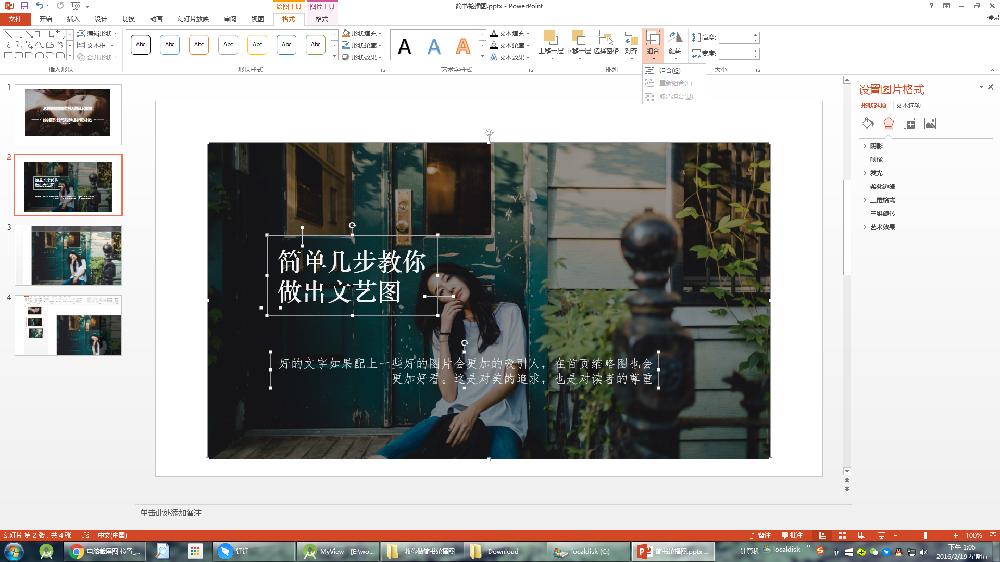 简书轮播图.pptx - PowerPoint
绘图工具
图片工具
登录
文件
开始
插入
设计
切换
动画
幻灯片放映
审阅
视图
格式
格式
编辑形状
文本框
合并形状
插入形状
Abc
Abc
Abc
Abc
Abc
Abc
Abc
形状填充
形状轮廓
形状效果
形状样式
A
A
A
文本填充
文本轮廓
文本效果
艺术字样式
上移一层
下移一层
选择窗格
对齐
组合
旋转
排列
高度:
宽度:
大小
组合(G)
重新组合(E)
取消组合(U)
1
2
简单几步教你
做出文艺图
3
4
简单几步教你
做出文艺图
好的文字如果配上一些好的图片会更加的吸引人，在首页缩略图也会
更加好看。这是对美的追求，也是对读者的尊重
设置图片格式
形状选项
文本选项
阴影
映像
发光
柔化边缘
三维格式
三维旋转
艺术效果
单击此处添加备注
幻灯片 第 2 张，共 4 张
中文(中国)
备注
批注
100%
电脑截屏图 位置_...
钉钉
MyView - [E:\wo...
教你做简书轮播图
Download
localdisk (C:)
简书轮播图.pptx ...
计算机
localdisk
下午 1:05
2016/2/19 星期五